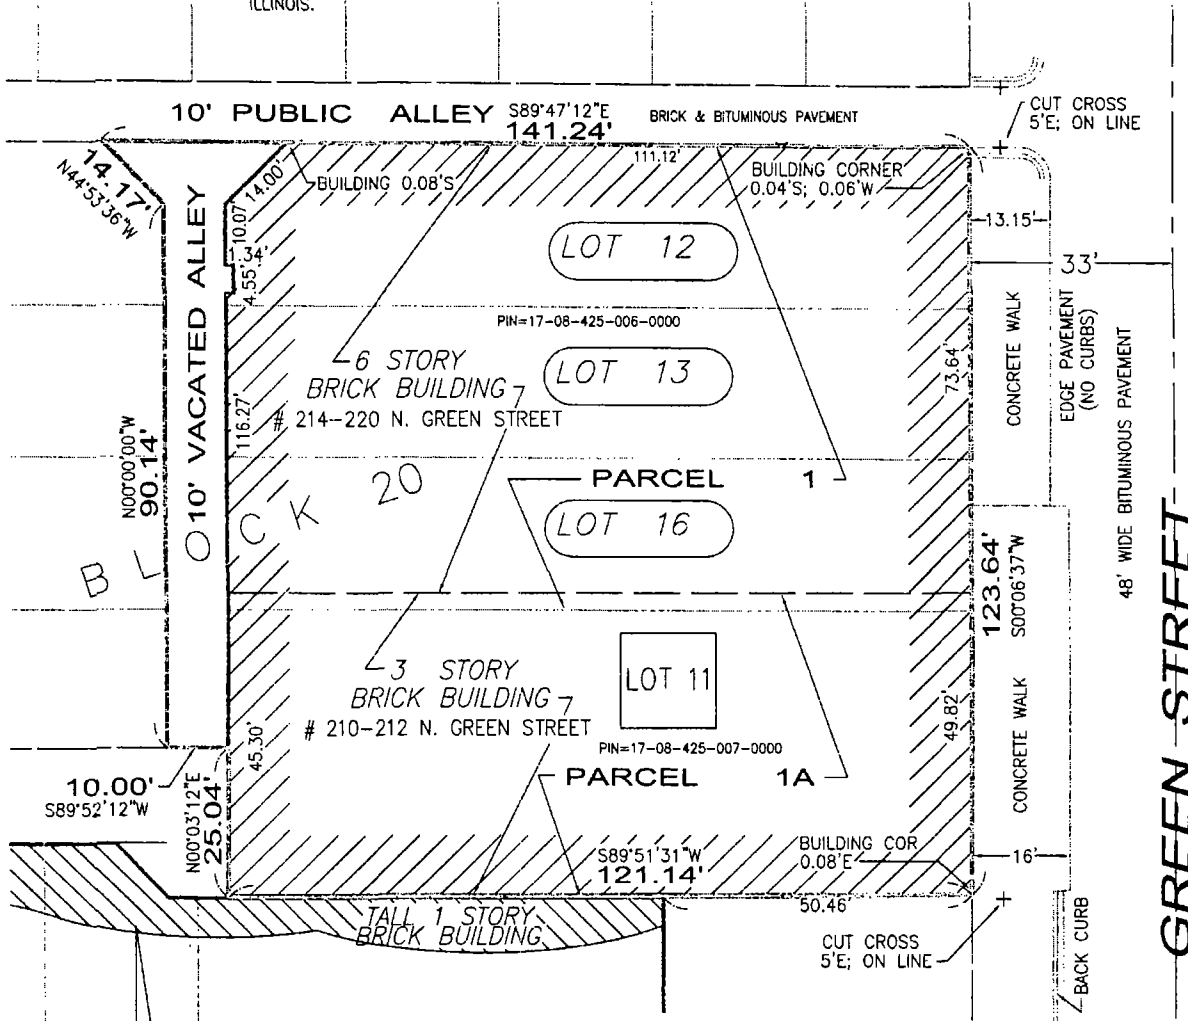 ILLINOIS.
10' PUBLIC ALLEY
S89°47'12"E
141.24'
BRICK & BITUMINOUS PAVEMENT
CUT CROSS
5'E; ON LINE
14.17'
N44°53'36"W
14.00'
BUILDING 0.08'S
111.12'
BUILDING CORNER
0.04'S; 0.06'W
13.15'
10.07
1.34'
4.55'
LOT 12
33'
PIN=17-08-425-006-0000
6 STORY
BRICK BUILDING
# 214-220 N. GREEN STREET
LOT 13
73.64'
CONCRETE WALK
EDGE PAVEMENT
(NO CURBS)
48' WIDE BITUMINOUS PAVEMENT
10' VACATED ALLEY
116.27'
N00°00'00"W
90.14'
BLOCK 20
PARCEL 1
LOT 16
123.64'
S00°06'37"W
GREEN STREET
3 STORY
BRICK BUILDING
# 210-212 N. GREEN STREET
LOT 11
PIN=17-08-425-007-0000
PARCEL 1A
49.82'
CONCRETE WALK
45.30'
10.00'
S89°52'12"W
N00°03'12"E
25.04'
S89°51'31"W
121.14'
BUILDING COR
0.08'E
16'
50.46'
TALL 1 STORY
BRICK BUILDING
CUT CROSS
5'E; ON LINE
BACK CURB